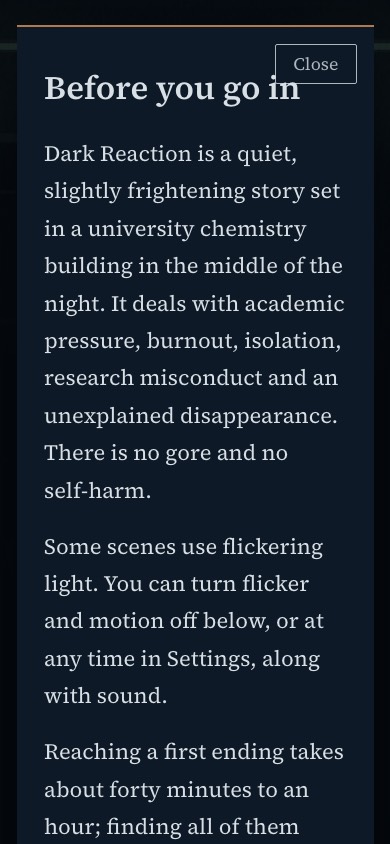 Close
Before you go in
Dark Reaction is a quiet,
slightly frightening story set
in a university chemistry
building in the middle of the
night. It deals with academic
pressure, burnout, isolation,
research misconduct and an
unexplained disappearance.
There is no gore and no
self-harm.
Some scenes use flickering
light. You can turn flicker
and motion off below, or at
any time in Settings, along
with sound.
Reaching a first ending takes
about forty minutes to an
hour; finding all of them